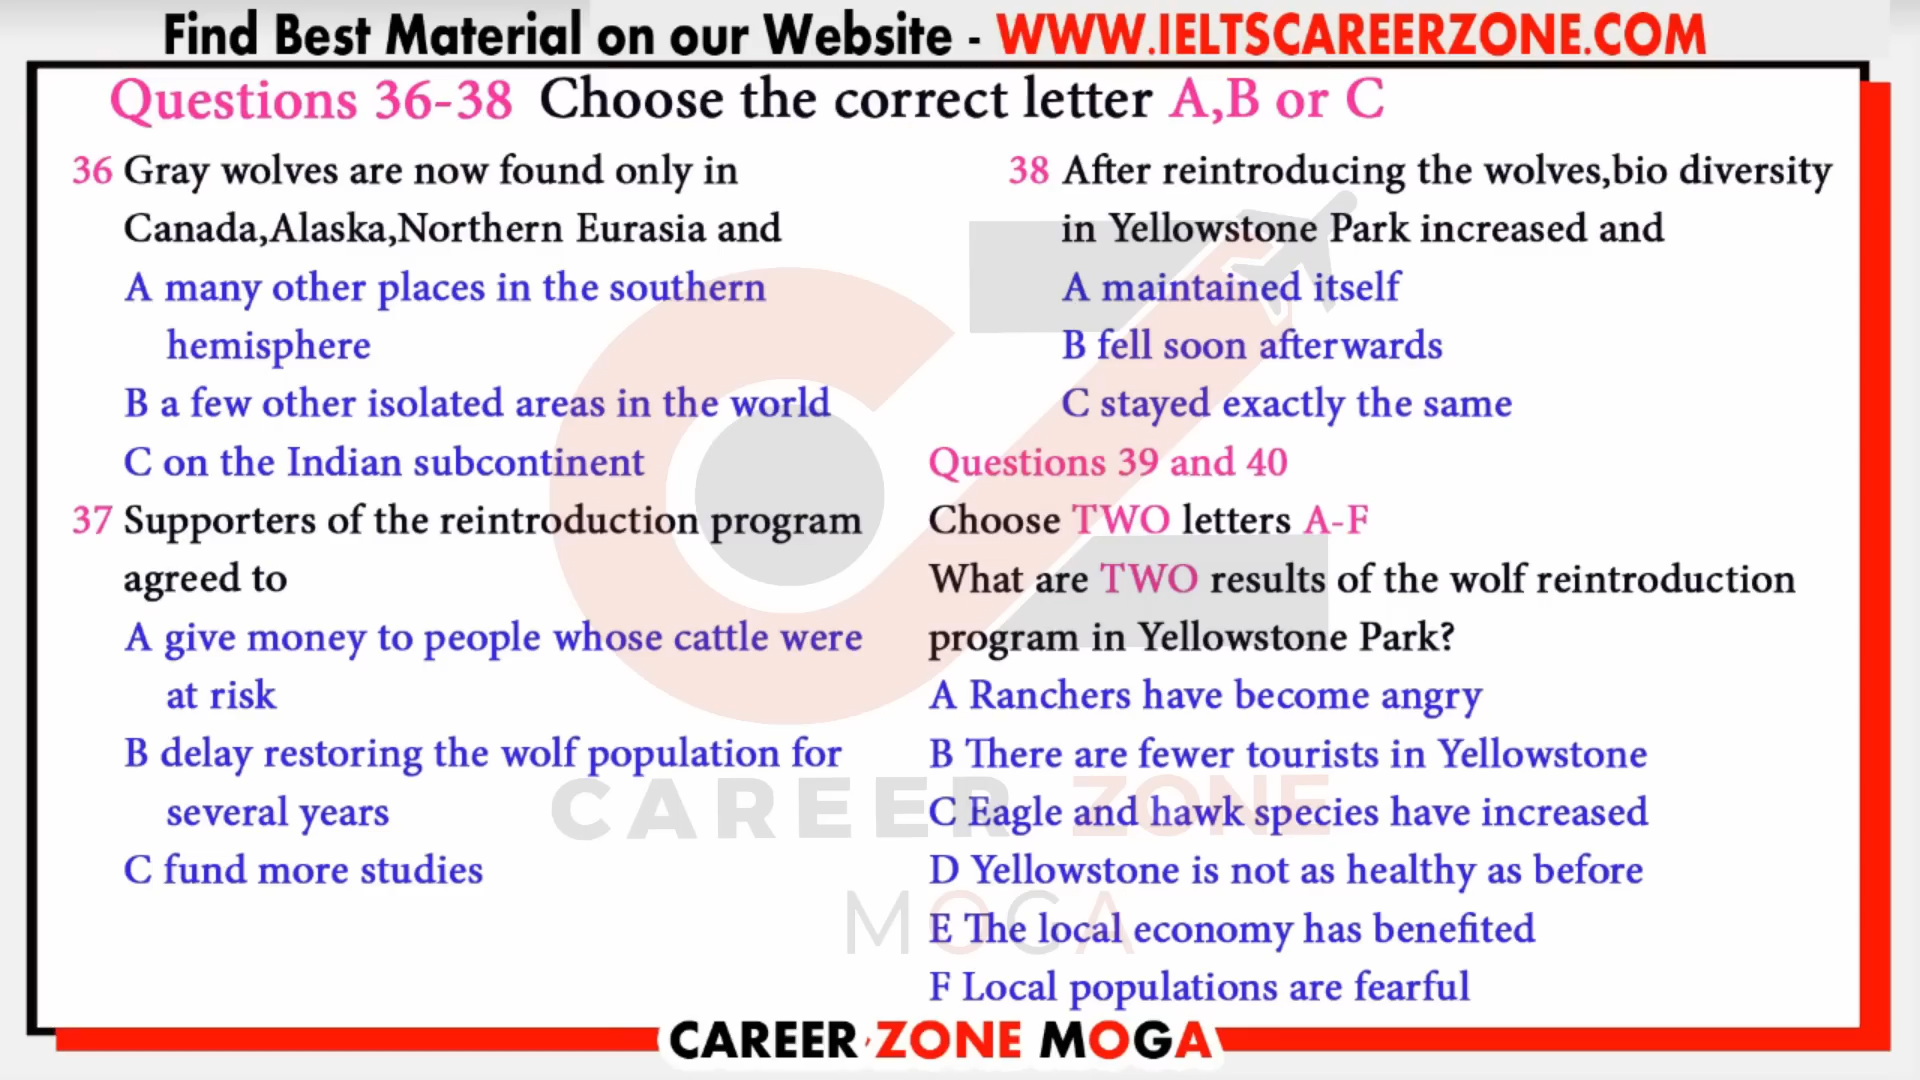 Find Best Material on our Website - WWW.IELTSCAREERZONE.COM
Questions 36-38 Choose the correct letter A,B or C
36 Gray wolves are now found only in
Canada,Alaska,Northern Eurasia and
A many other places in the southern
hemisphere
B a few other isolated areas in the world
C on the Indian subcontinent
37 Supporters of the reintroduction program
agreed to
A give money to people whose cattle were
at risk
B delay restoring the wolf population for
several years
C fund more studies
38 After reintroducing the wolves,bio diversity
in Yellowstone Park increased and
A maintained itself
B fell soon afterwards
C stayed exactly the same
Questions 39 and 40
Choose TWO letters A-F
What are TWO results of the wolf reintroduction
program in Yellowstone Park?
A Ranchers have become angry
B There are fewer tourists in Yellowstone
C Eagle and hawk species have increased
D Yellowstone is not as healthy as before
E The local economy has benefited
F Local populations are fearful
CAREER ZONE
MOGA
CAREER ZONE MOGA